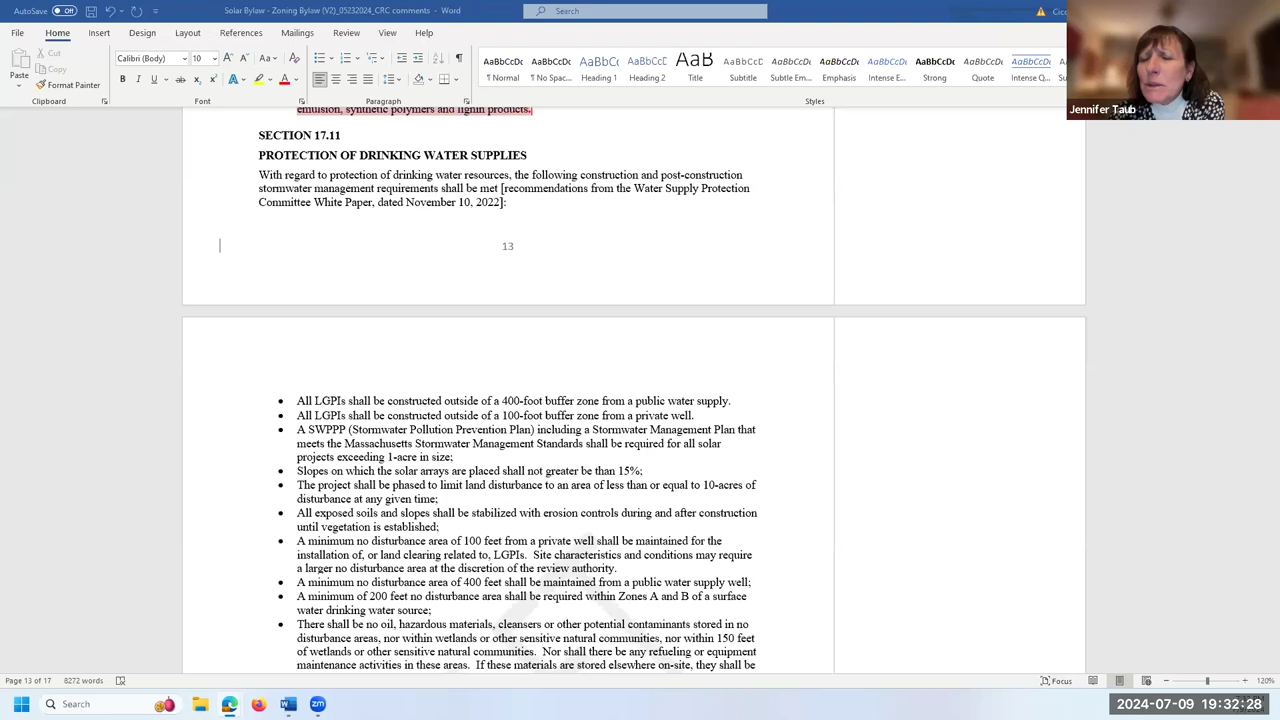 AutoSave Off
Solar Bylaw - Zoning Bylaw (V2)_05232024_CRC comments - Word
Search
File Home Insert Design Layout References Mailings Review View Help
Paste
Cut
Copy
Format Painter
Clipboard
Calibri (Body) 10
Font
Paragraph
AaBbCcDc AaBbCcDc AaBbCcD AaBbCcD AaB AaBbCcD AaBbCcDc AaBbCcDc AaBbCcDc AaBbCcDc AaBbCcDc AaBbCcDc
¶ Normal ¶ No Spac... Heading 1 Heading 2 Title Subtitle Subtle Em... Emphasis Intense E... Strong Quote Intense Q...
Styles
Jennifer Taub
emulsion, synthetic polymers and lignin products.
SECTION 17.11
PROTECTION OF DRINKING WATER SUPPLIES
With regard to protection of drinking water resources, the following construction and post-construction
stormwater management requirements shall be met [recommendations from the Water Supply Protection
Committee White Paper, dated November 10, 2022]:
13
• All LGPIs shall be constructed outside of a 400-foot buffer zone from a public water supply.
• All LGPIs shall be constructed outside of a 100-foot buffer zone from a private well.
• A SWPPP (Stormwater Pollution Prevention Plan) including a Stormwater Management Plan that
meets the Massachusetts Stormwater Management Standards shall be required for all solar
projects exceeding 1-acre in size;
• Slopes on which the solar arrays are placed shall not greater be than 15%;
• The project shall be phased to limit land disturbance to an area of less than or equal to 10-acres of
disturbance at any given time;
• All exposed soils and slopes shall be stabilized with erosion controls during and after construction
until vegetation is established;
• A minimum no disturbance area of 100 feet from a private well shall be maintained for the
installation of, or land clearing related to, LGPIs. Site characteristics and conditions may require
a larger no disturbance area at the discretion of the review authority.
• A minimum no disturbance area of 400 feet shall be maintained from a public water supply well;
• A minimum of 200 feet no disturbance area shall be required within Zones A and B of a surface
water drinking water source;
• There shall be no oil, hazardous materials, cleansers or other potential contaminants stored in no
disturbance areas, nor within wetlands or other sensitive natural communities, nor within 150 feet
of wetlands or other sensitive natural communities. Nor shall there be any refueling or equipment
maintenance activities in these areas. If these materials are stored elsewhere on-site, they shall be
Page 13 of 17 8272 words
Focus
120%
Search
2024-07-09 19:32:28